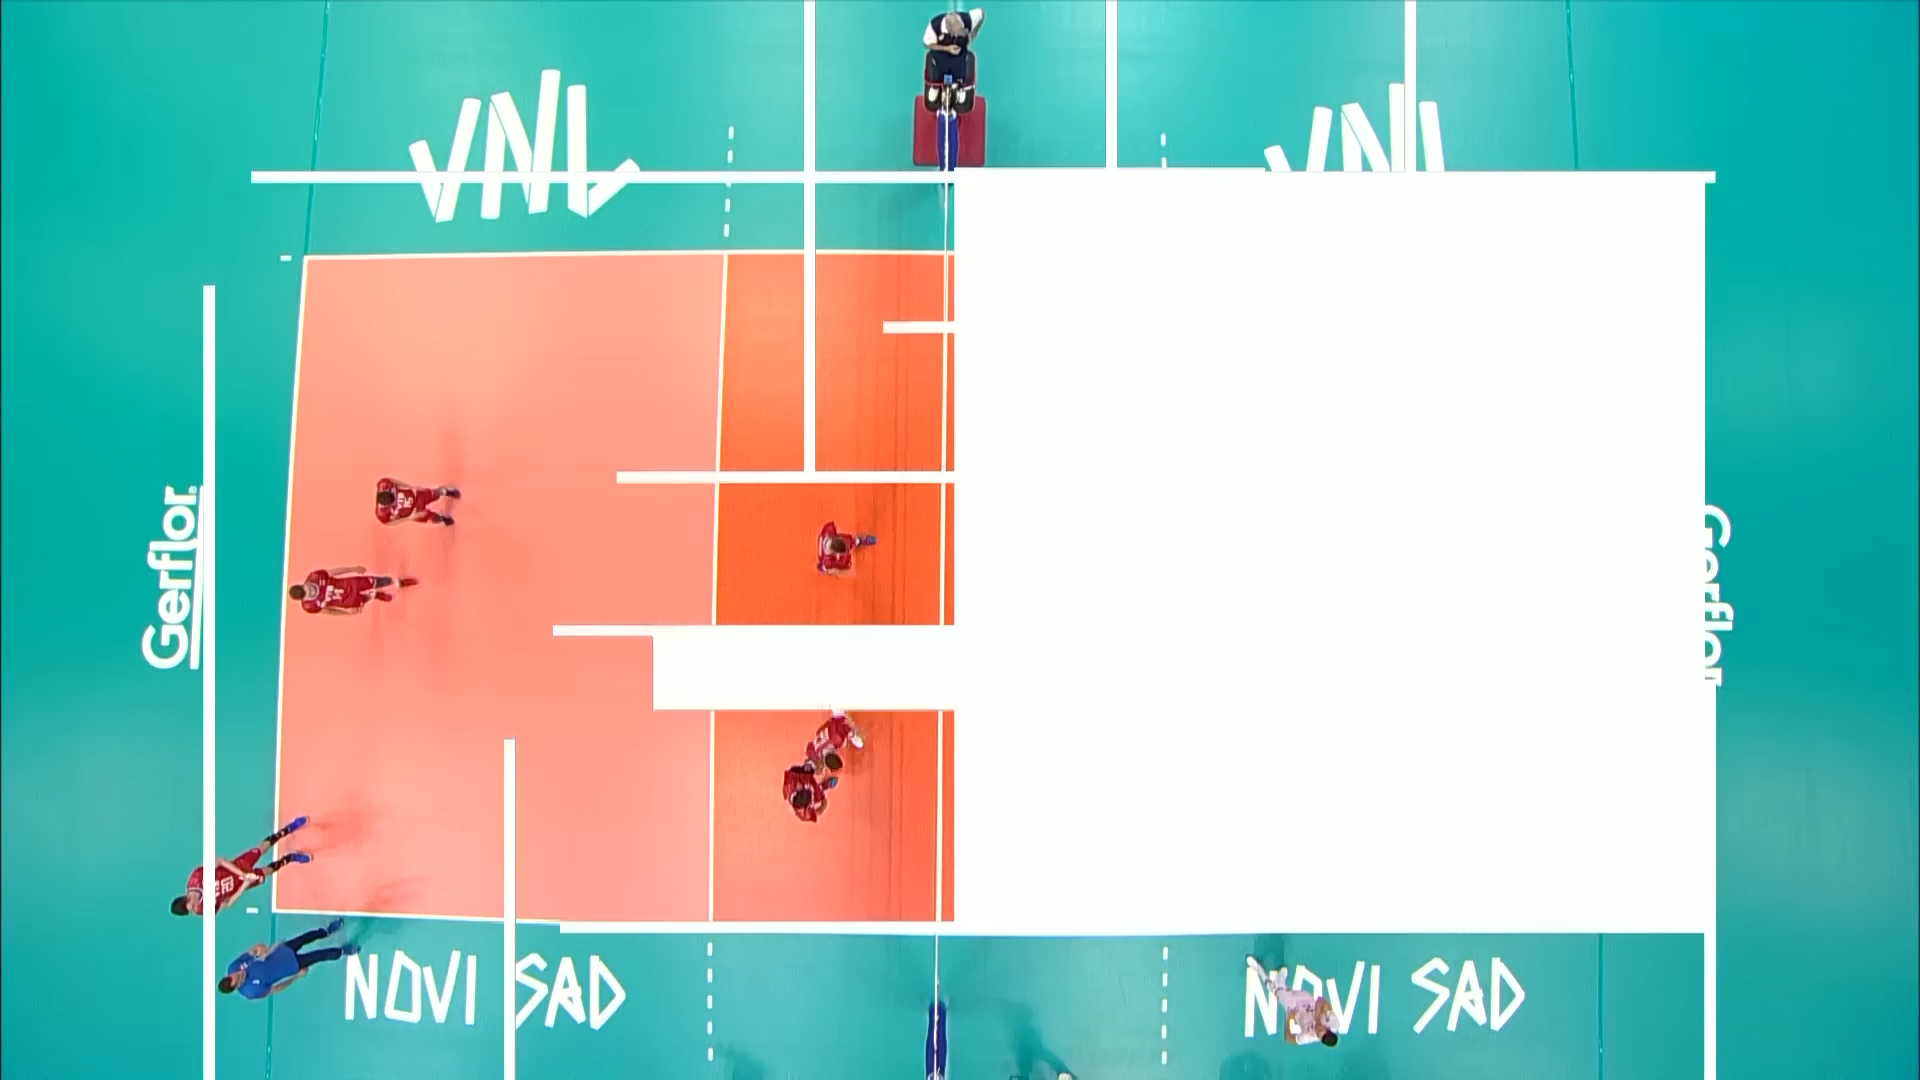 VNL
VNL
Gerflor
Gerflor
NOVI SAD
NOVI SAD